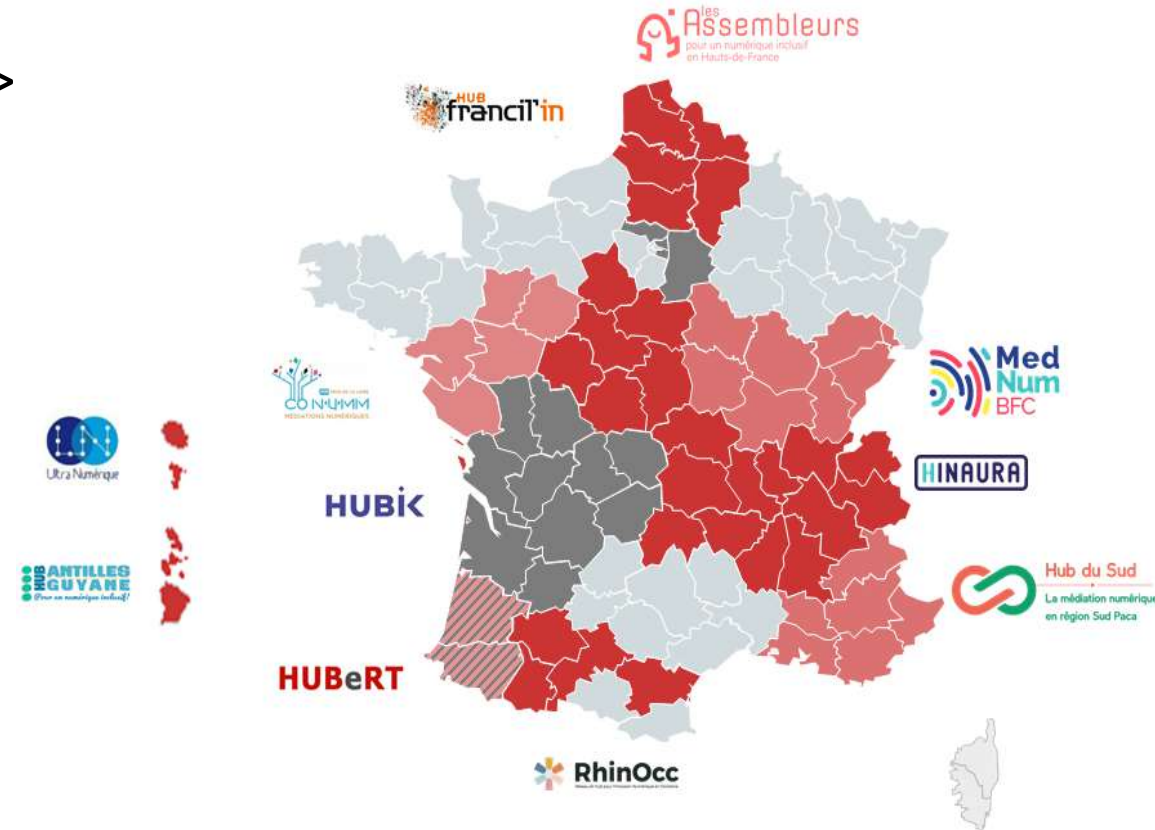 les
Assembleurs
pour un numérique inclusif
en Hauts-de-France
>
HUB
francil'in
CO N·U·MM
MÉDIATIONS NUMÉRIQUES
Med
Num
BFC
Ultra Numérique
HINAURA
HUBiK
HUB ANTILLES
GUYANE
Pour un numérique inclusif!
Hub du Sud
La médiation numérique
en région Sud Paca
HUBeRT
RhinOcc